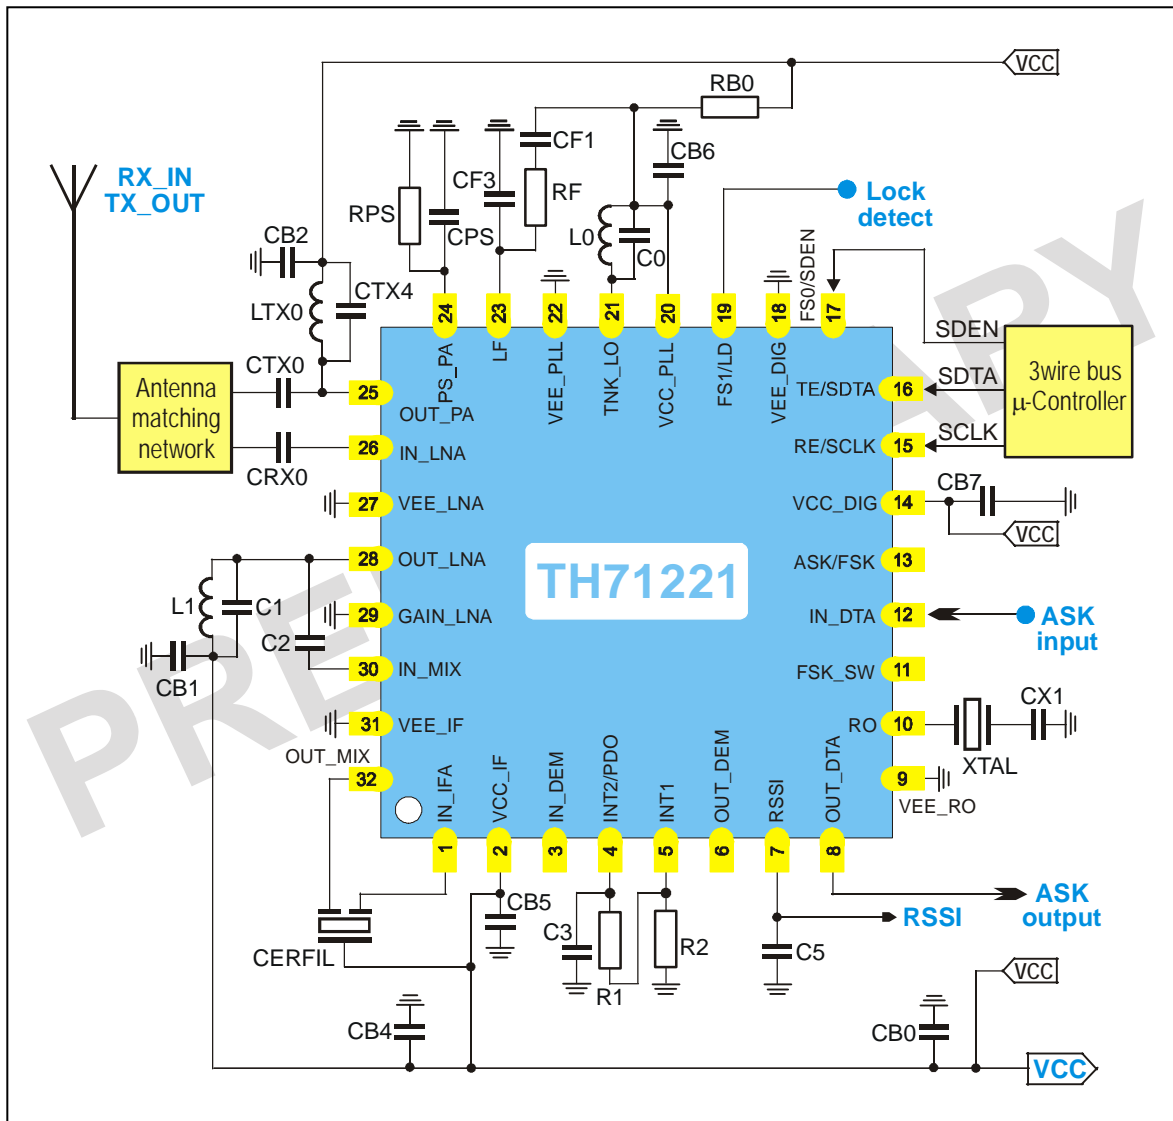 VCC
RB0
CF1
CB6
RX_IN
TX_OUT
CF3
RF
Lock
detect
RPS
CPS
L0
C0
CB2
FS0/SDEN
CTX4
LTX0
24
23
22
21
20
19
18
17
SDEN
PS_PA
LF
VEE_PLL
TNK_LO
VCC_PLL
FS1/LD
VEE_DIG
CTX0
Antenna
matching
network
25
OUT_PA
TE/SDTA
16
SDTA
3wire bus
µ-Controller
26
IN_LNA
RE/SCLK
15
SCLK
CRX0
27
VEE_LNA
VCC_DIG
14
CB7
VCC
28
OUT_LNA
TH71221
ASK/FSK
13
L1
C1
C2
29
GAIN_LNA
IN_DTA
12
ASK
input
CB1
30
IN_MIX
FSK_SW
11
31
VEE_IF
RO
10
CX1
XTAL
OUT_MIX
32
9
VEE_RO
IN_IFA
VCC_IF
IN_DEM
INT2/PDO
INT1
OUT_DEM
RSSI
OUT_DTA
1
2
3
4
5
6
7
8
CERFIL
CB5
C3
R1
R2
C5
RSSI
ASK
output
CB4
CB0
VCC
VCC